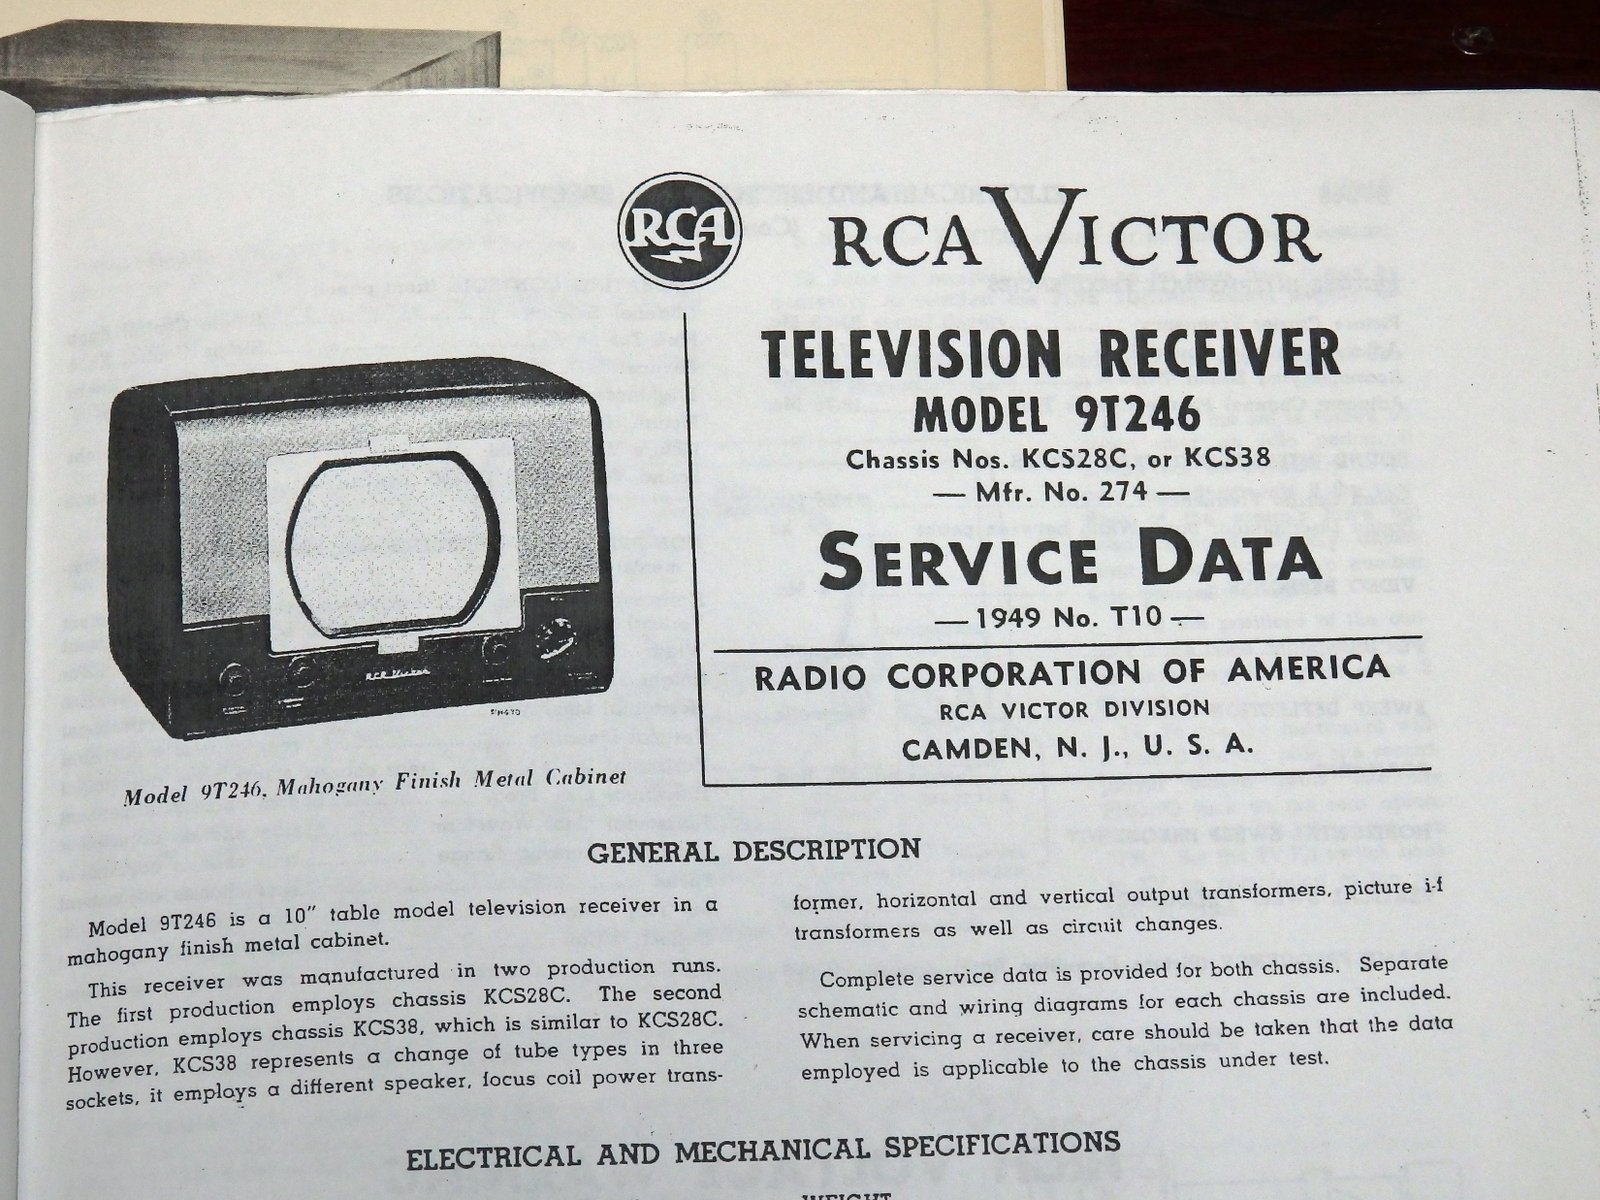 RCA
RCA VICTOR
TELEVISION RECEIVER
MODEL 9T246
Chassis Nos. KCS28C, or KCS38
— Mfr. No. 274 —
SERVICE DATA
— 1949 No. T10 —
RADIO CORPORATION OF AMERICA
RCA VICTOR DIVISION
CAMDEN, N. J., U. S. A.
RCA Victor
Model 9T246, Mahogany Finish Metal Cabinet
GENERAL DESCRIPTION
Model 9T246 is a 10" table model television receiver in a
mahogany finish metal cabinet.
This receiver was manufactured in two production runs.
The first production employs chassis KCS28C. The second
production employs chassis KCS38, which is similar to KCS28C.
However, KCS38 represents a change of tube types in three
sockets, it employs a different speaker, focus coil power trans-
former, horizontal and vertical output transformers, picture i-f
transformers as well as circuit changes.
Complete service data is provided for both chassis. Separate
schematic and wiring diagrams for each chassis are included.
When servicing a receiver, care should be taken that the data
employed is applicable to the chassis under test.
ELECTRICAL AND MECHANICAL SPECIFICATIONS
WEIGHT